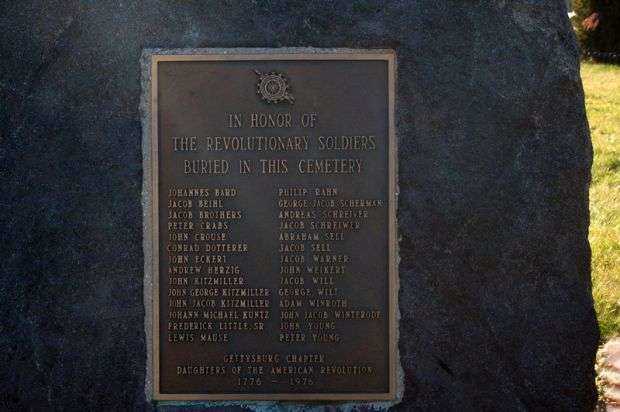 IN HONOR OF
THE REVOLUTIONARY SOLDIERS
BURIED IN THIS CEMETERY
JOHANNES BARD
JACOB BEIHL
JACOB BROTHERS
PETER CRABS
JOHN CROUSE
CONRAD DOTTERER
JOHN ECKERT
ANDREW HERZIG
JOHN KITZMILLER
JOHN GEORGE KITZMILLER
JOHN JACOB KITZMILLER
JOHANN MICHAEL KUNTZ
FREDERICK LITTLE, SR
LEWIS MAUSE
PHILIP RAHN
GEORGE JACOB SCHERMAN
ANDREAS SCHREIVER
JACOB SCHREIWER
ABRAHAM SELL
JACOB SELL
JACOB WARNER
JOHN WEIKERT
JACOB WILL
GEORGE WILT
ADAM WINROTH
JOHN JACOB WINTERODE
JOHN YOUNG
PETER YOUNG
GETTYSBURG CHAPTER
DAUGHTERS OF THE AMERICAN REVOLUTION
1776 - 1976